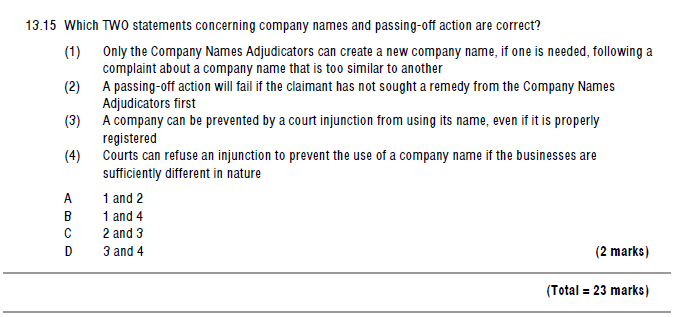 13.15 Which TWO statements concerning company names and passing-off action are correct?
(1) Only the Company Names Adjudicators can create a new company name, if one is needed, following a
complaint about a company name that is too similar to another
(2) A passing-off action will fail if the claimant has not sought a remedy from the Company Names
Adjudicators first
(3) A company can be prevented by a court injunction from using its name, even if it is properly
registered
(4) Courts can refuse an injunction to prevent the use of a company name if the businesses are
sufficiently different in nature
A 1 and 2
B 1 and 4
C 2 and 3
D 3 and 4 (2 marks)
(Total = 23 marks)